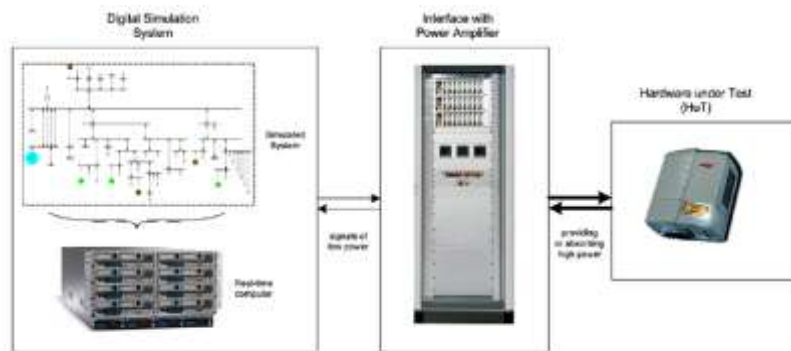 Digital Simulation
System
Simulated
System
Real-time
computer
signals of
low power
Interface with
Power Amplifier
providing
or absorbing
high power
Hardware under Test
(HuT)